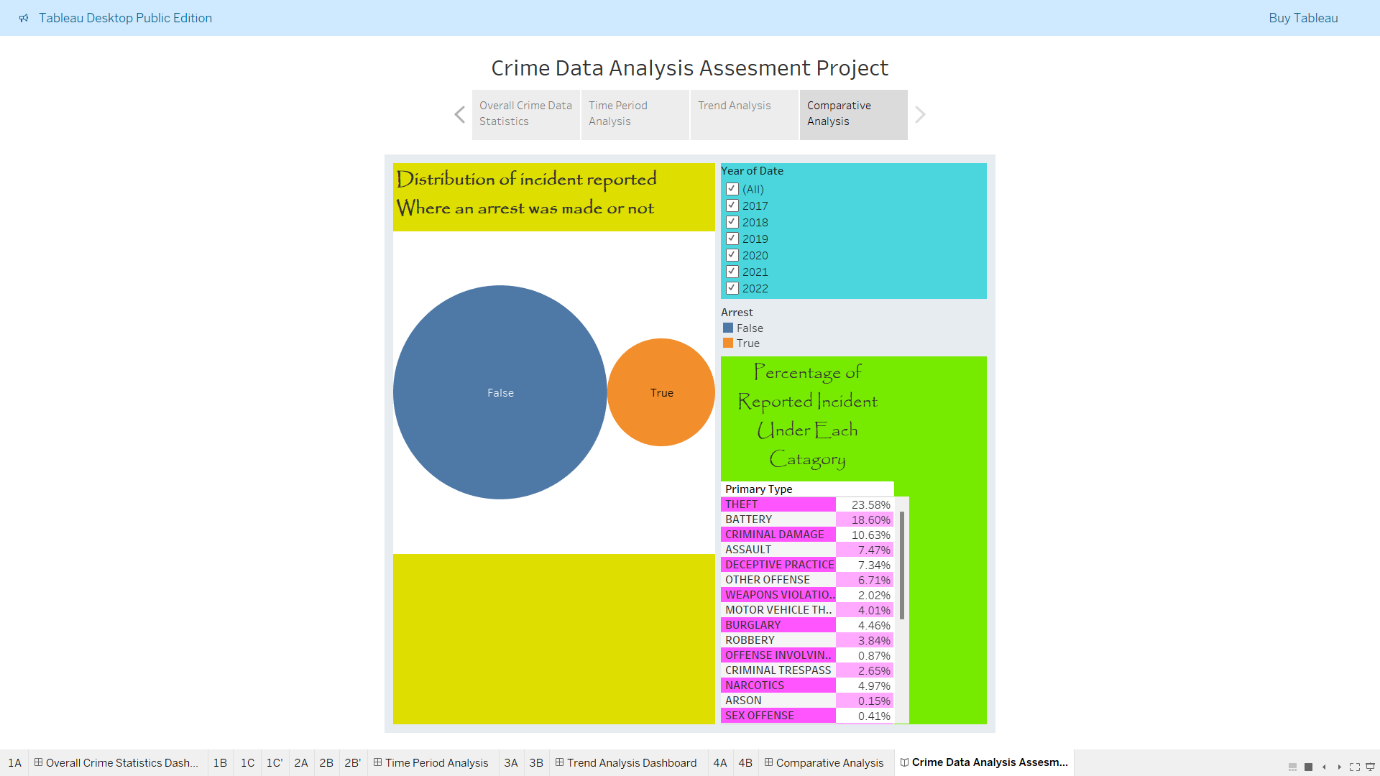 Tableau Desktop Public Edition
Buy Tableau
Crime Data Analysis Assesment Project
Overall Crime Data
Statistics
Time Period
Analysis
Trend Analysis
Comparative
Analysis
Distribution of incident reported
Where an arrest was made or not
False
True
Year of Date
(All)
2017
2018
2019
2020
2021
2022
Arrest
False
True
Percentage of
Reported Incident
Under Each
Catagory
Primary Type
THEFT 23.58%
BATTERY 18.60%
CRIMINAL DAMAGE 10.63%
ASSAULT 7.47%
DECEPTIVE PRACTICE 7.34%
OTHER OFFENSE 6.71%
WEAPONS VIOLATIO.. 2.02%
MOTOR VEHICLE TH.. 4.01%
BURGLARY 4.46%
ROBBERY 3.84%
OFFENSE INVOLVIN.. 0.87%
CRIMINAL TRESPASS 2.65%
NARCOTICS 4.97%
ARSON 0.15%
SEX OFFENSE 0.41%
1A Overall Crime Statistics Dash... 1B 1C 1C' 2A 2B 2B' Time Period Analysis 3A 3B Trend Analysis Dashboard 4A 4B Comparative Analysis Crime Data Analysis Assesm...